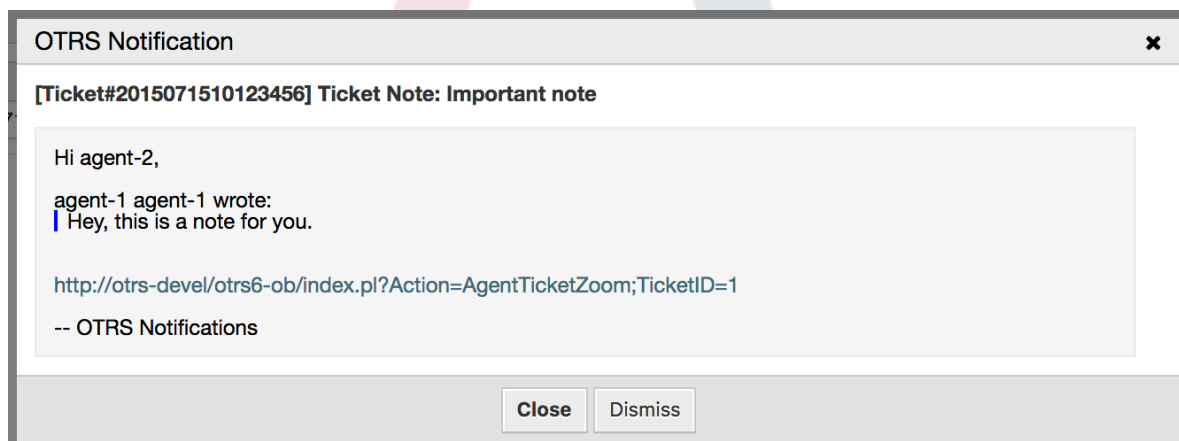 OTRS Notification
[Ticket#2015071510123456] Ticket Note: Important note
Hi agent-2,
agent-1 agent-1 wrote:
Hey, this is a note for you.
http://otrs-devel/otrs6-ob/index.pl?Action=AgentTicketZoom;TicketID=1
-- OTRS Notifications
Close Dismiss